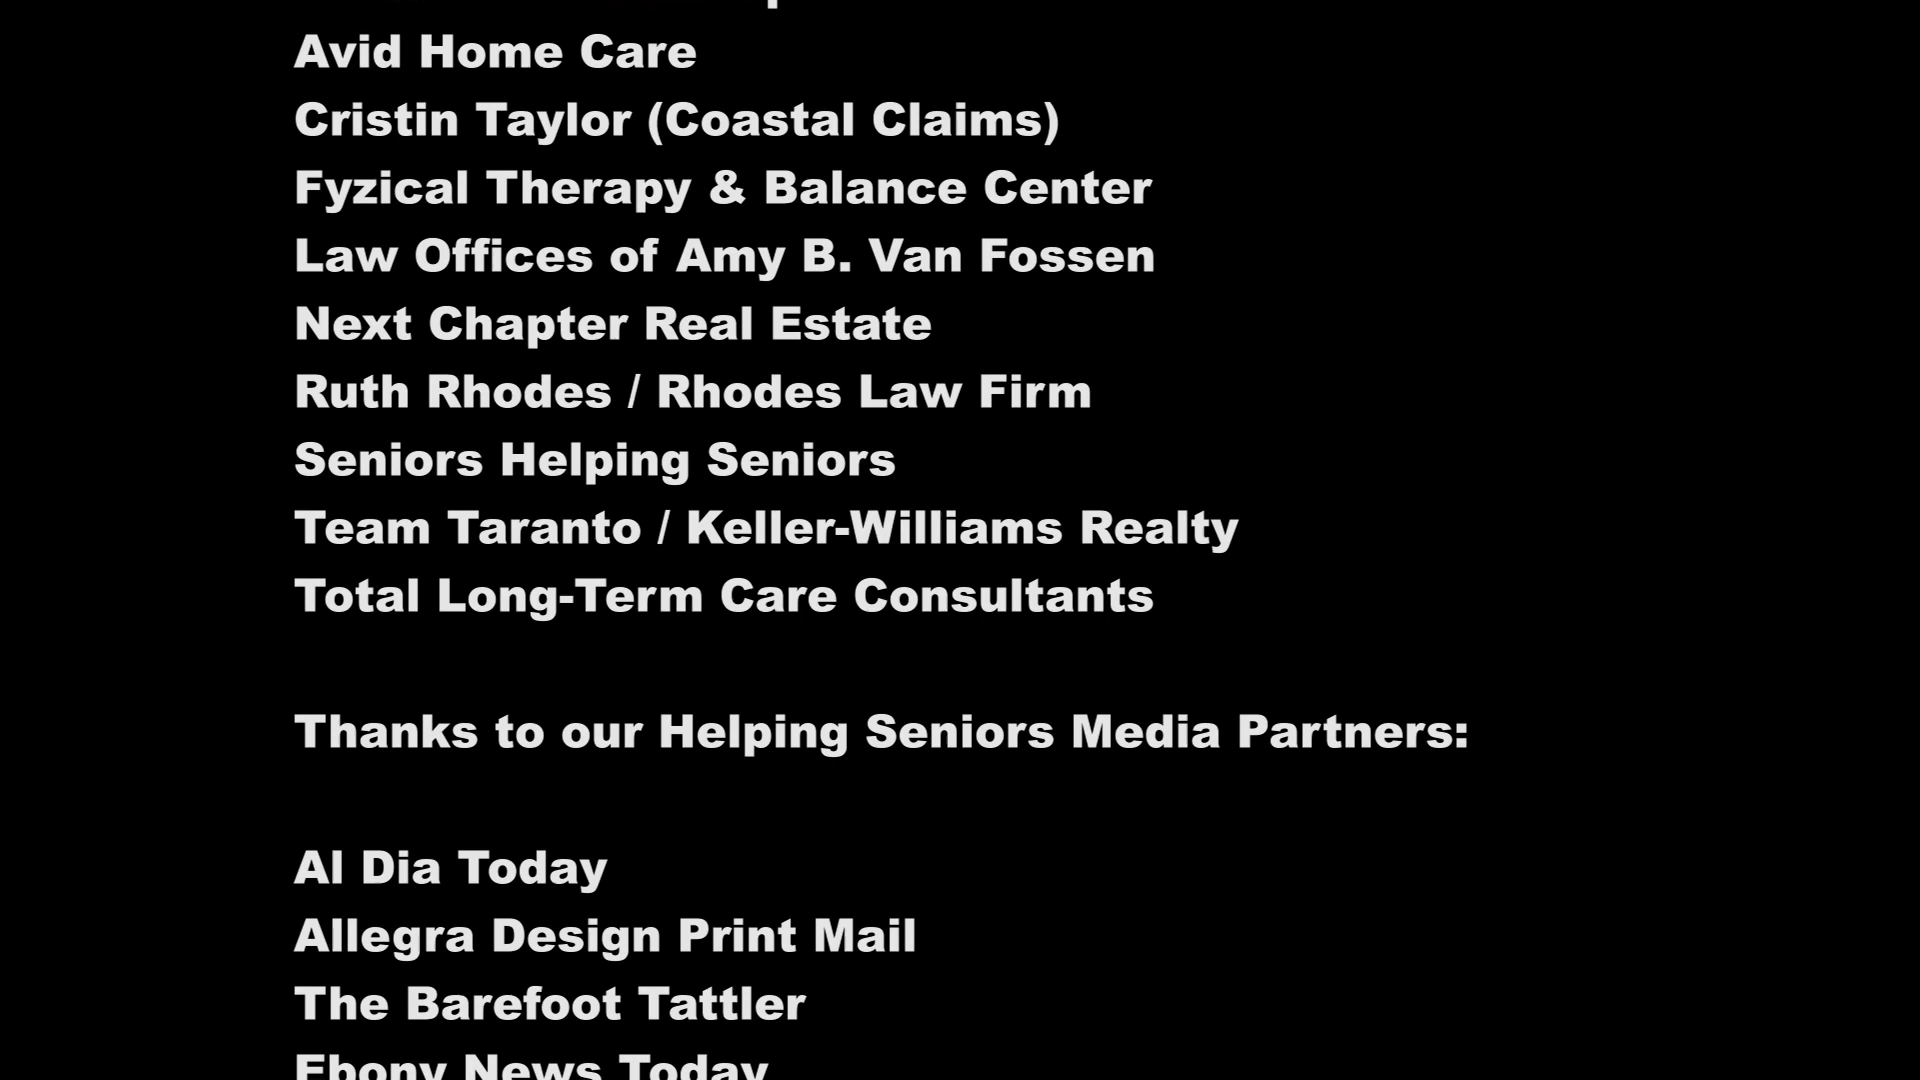 Avid Home Care
Cristin Taylor (Coastal Claims)
Fyzical Therapy & Balance Center
Law Offices of Amy B. Van Fossen
Next Chapter Real Estate
Ruth Rhodes / Rhodes Law Firm
Seniors Helping Seniors
Team Taranto / Keller-Williams Realty
Total Long-Term Care Consultants
Thanks to our Helping Seniors Media Partners:
Al Dia Today
Allegra Design Print Mail
The Barefoot Tattler
Ebony News Today